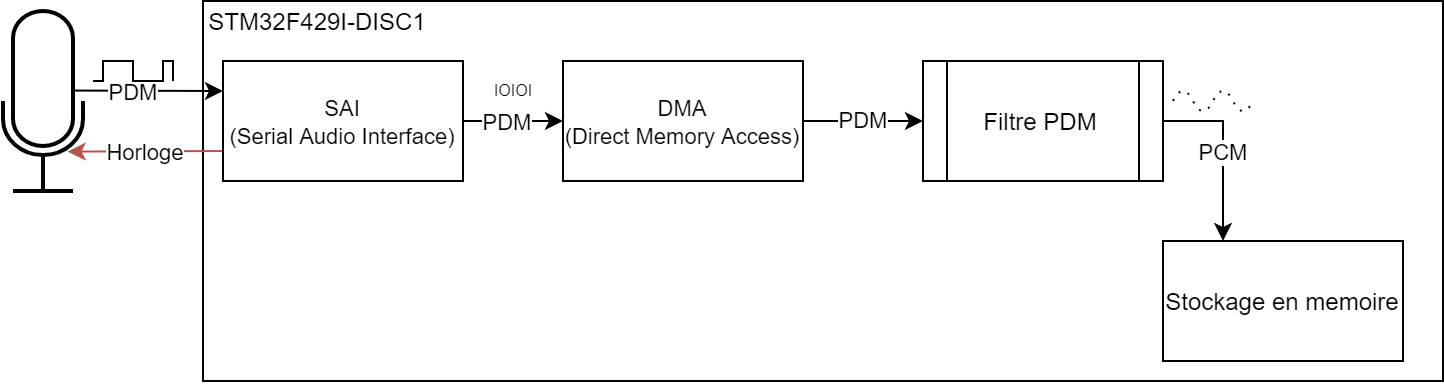 STM32F429I-DISC1
PDM
Horloge
SAI
(Serial Audio Interface)
IOIOI
PDM
DMA
(Direct Memory Access)
PDM
Filtre PDM
PCM
Stockage en memoire